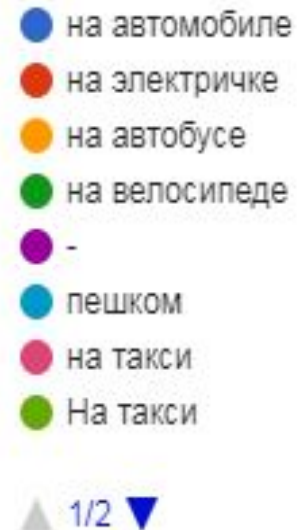 на автомобиле
на электричке
на автобусе
на велосипеде
-
пешком
на такси
На такси
1/2